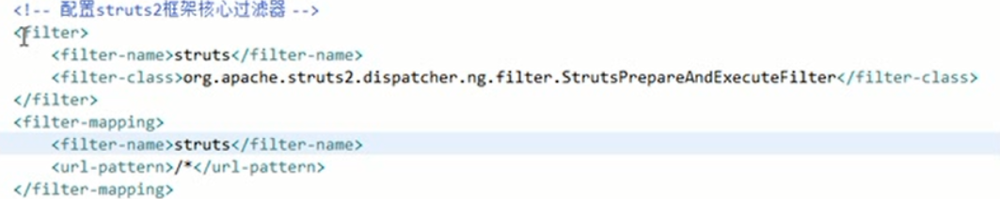 <!-- 配置struts2框架核心过滤器 -->
<filter>
<filter-name>struts</filter-name>
<filter-class>org.apache.struts2.dispatcher.ng.filter.StrutsPrepareAndExecuteFilter</filter-class>
</filter>
<filter-mapping>
<filter-name>struts</filter-name>
<url-pattern>/*</url-pattern>
</filter-mapping>